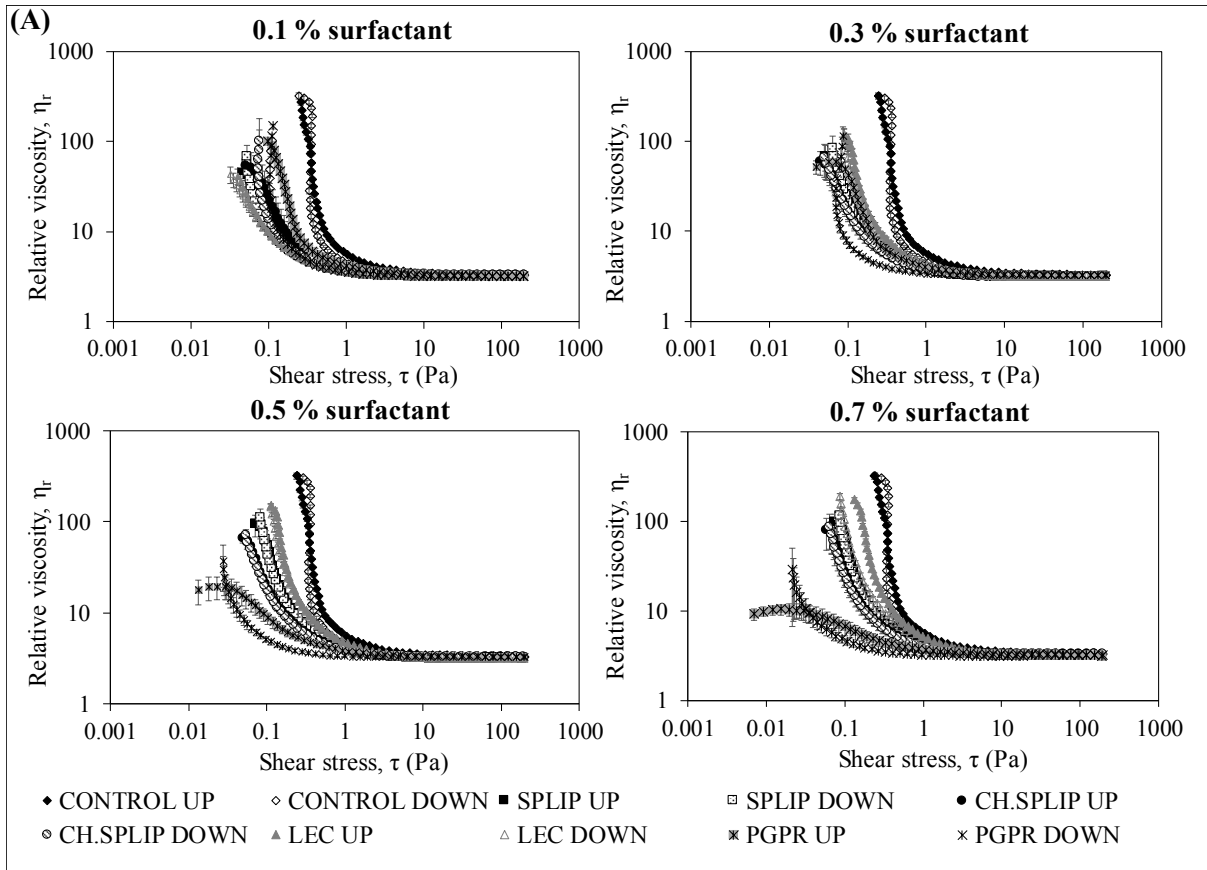 (A)
0.1 % surfactant
1000
100
10
1
Relative viscosity, ηr
0.001 0.01 0.1 1 10 100 1000
Shear stress, τ (Pa)
0.3 % surfactant
1000
100
10
1
Relative viscosity, ηr
0.001 0.01 0.1 1 10 100 1000
Shear stress, τ (Pa)
0.5 % surfactant
1000
100
10
1
Relative viscosity, ηr
0.001 0.01 0.1 1 10 100 1000
Shear stress, τ (Pa)
0.7 % surfactant
1000
100
10
1
Relative viscosity, ηr
0.001 0.01 0.1 1 10 100 1000
Shear stress, τ (Pa)
CONTROL UP CONTROL DOWN SPLIP UP SPLIP DOWN CH.SPLIP UP
CH.SPLIP DOWN LEC UP LEC DOWN PGPR UP PGPR DOWN